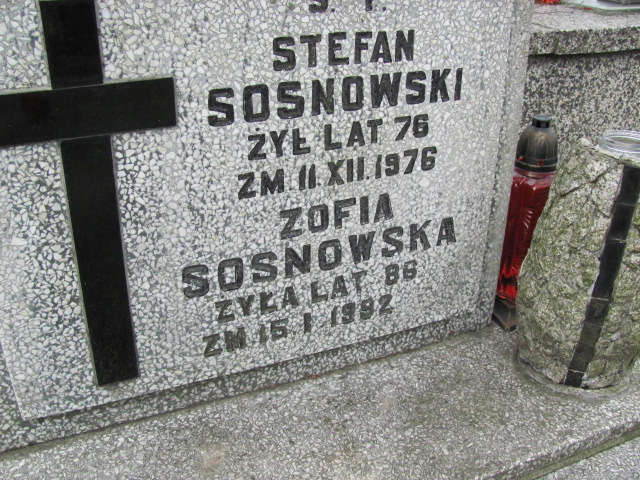 Ś. P.
STEFAN
SOSNOWSKI
ŻYŁ LAT 76
ZM. 11.XII.1976
ZOFIA
SOSNOWSKA
ŻYŁA LAT 86
ZM 15 I 1992